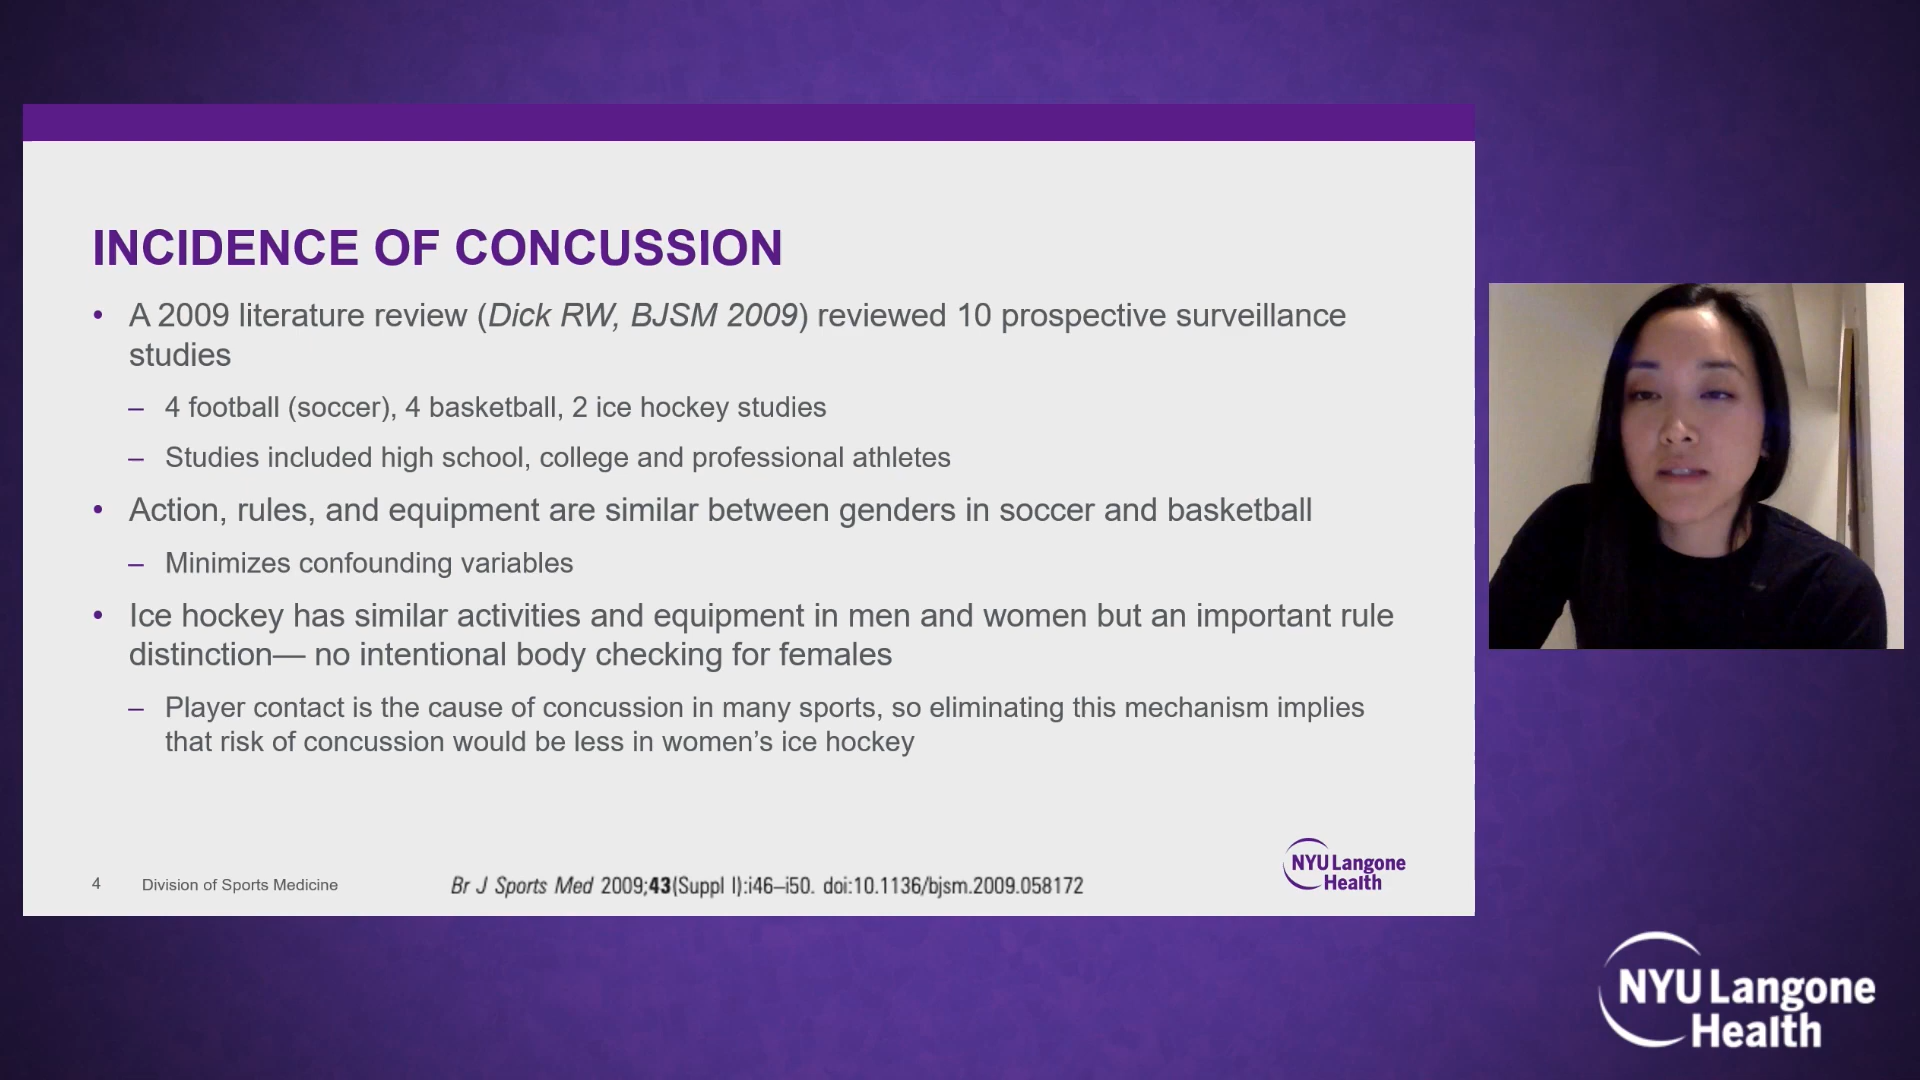 INCIDENCE OF CONCUSSION
• A 2009 literature review (Dick RW, BJSM 2009) reviewed 10 prospective surveillance
studies
– 4 football (soccer), 4 basketball, 2 ice hockey studies
– Studies included high school, college and professional athletes
• Action, rules, and equipment are similar between genders in soccer and basketball
– Minimizes confounding variables
• Ice hockey has similar activities and equipment in men and women but an important rule
distinction— no intentional body checking for females
– Player contact is the cause of concussion in many sports, so eliminating this mechanism implies
that risk of concussion would be less in women’s ice hockey
4 Division of Sports Medicine
Br J Sports Med 2009;43(Suppl I):i46–i50. doi:10.1136/bjsm.2009.058172
NYU Langone
Health
NYU Langone
Health